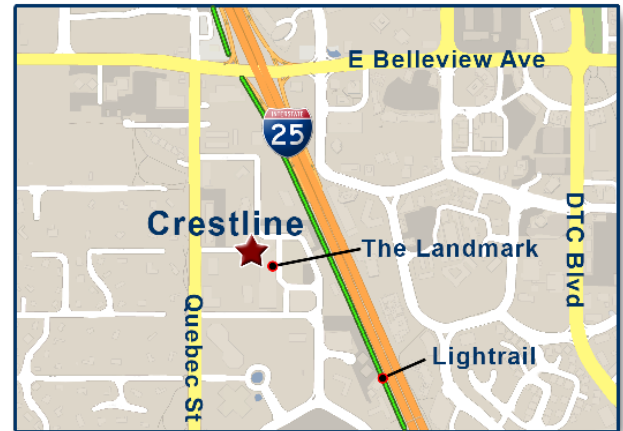 E Belleview Ave
INTERSTATE
25
Crestline
The Landmark
DTC Blvd
Quebec St
Lightrail